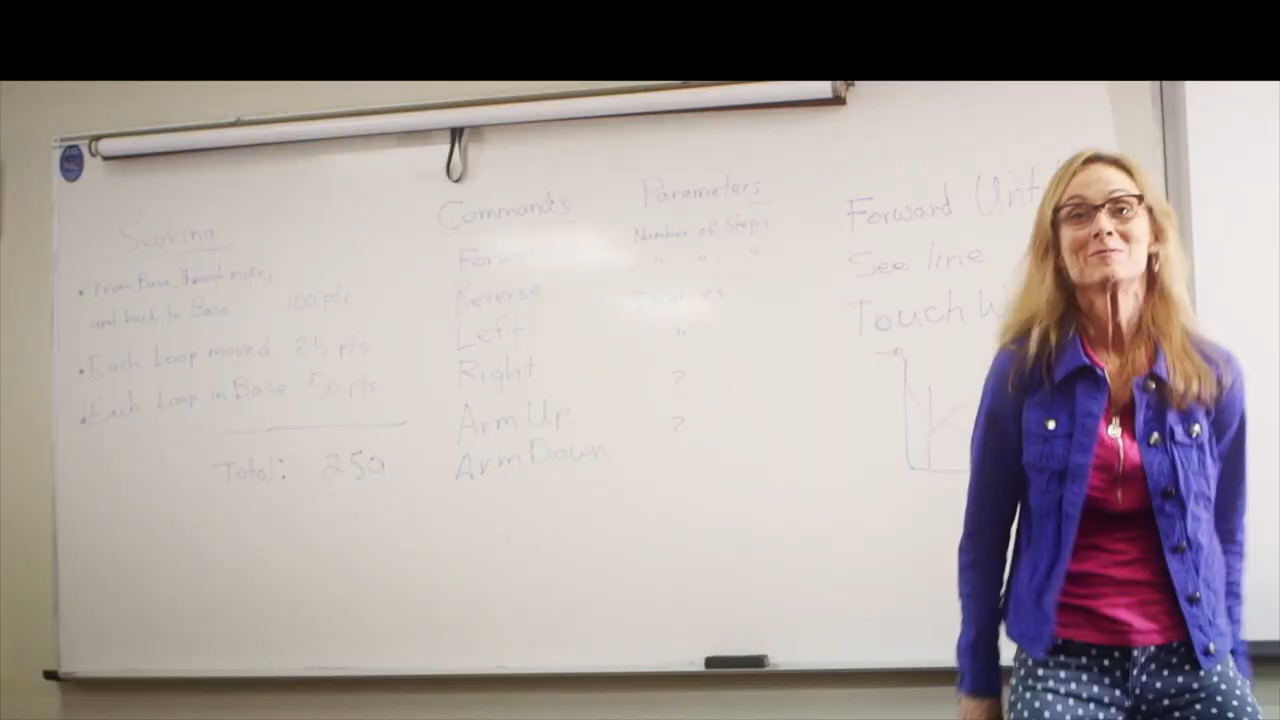 Scoring
• From Base, through maze,
and back to Base 100 pts
• Each Loop moved 25 pts
• Each Loop in Base 50 pts
Total: 250
Commands
Forward
Reverse
Left
Right
Arm Up
Arm Down
Parameters
Number of Steps
" " "
Degrees
"
?
?
Forward Unt
See line
Touch W